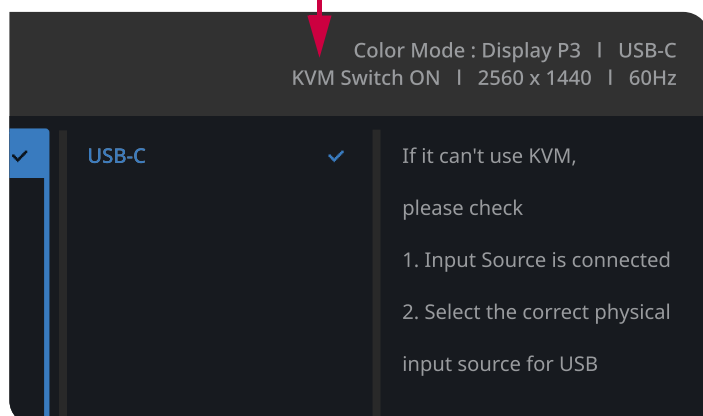 Color Mode : Display P3 l USB-C
KVM Switch ON l 2560 x 1440 l 60Hz
USB-C
If it can't use KVM,
please check
1. Input Source is connected
2. Select the correct physical
input source for USB